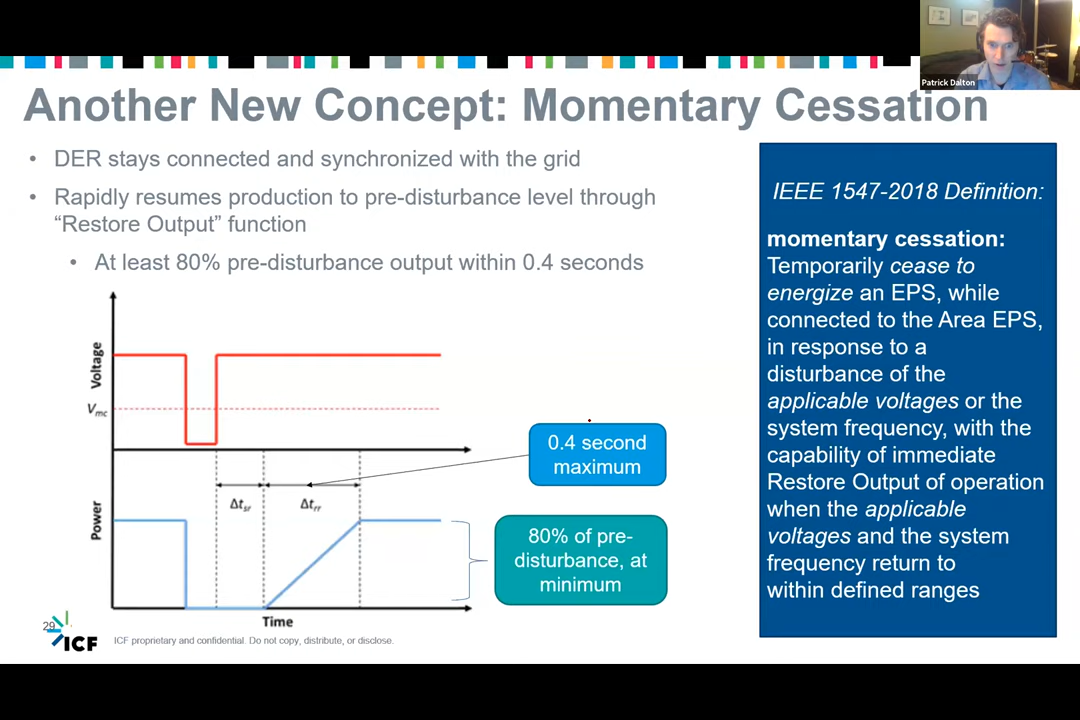 Patrick Dalton
Another New Concept: Momentary Cessation
• DER stays connected and synchronized with the grid
• Rapidly resumes production to pre-disturbance level through
“Restore Output” function
• At least 80% pre-disturbance output within 0.4 seconds
Voltage
Vmc
0.4 second
maximum
Δtsr
Δtrr
Power
80% of pre-
disturbance, at
minimum
Time
IEEE 1547-2018 Definition:
momentary cessation:
Temporarily cease to
energize an EPS, while
connected to the Area EPS,
in response to a
disturbance of the
applicable voltages or the
system frequency, with the
capability of immediate
Restore Output of operation
when the applicable
voltages and the system
frequency return to
within defined ranges
29
ICF
ICF proprietary and confidential. Do not copy, distribute, or disclose.